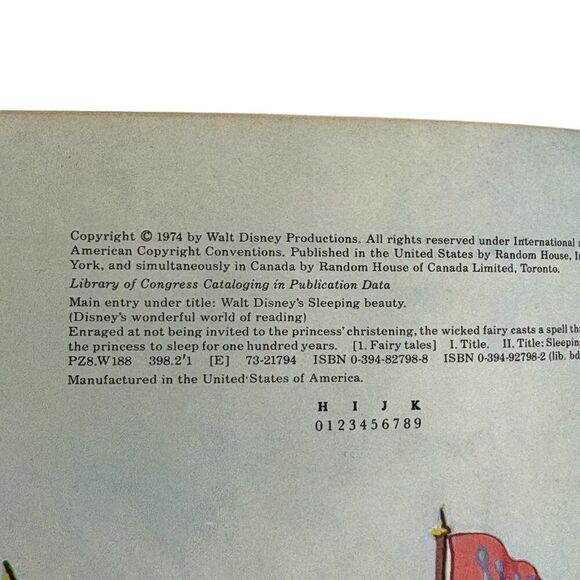 Copyright © 1974 by Walt Disney Productions. All rights reserved under International
American Copyright Conventions. Published in the United States by Random House,
York, and simultaneously in Canada by Random House of Canada Limited, Toronto.
Library of Congress Cataloging in Publication Data
Main entry under title: Walt Disney's Sleeping beauty.
(Disney's wonderful world of reading)
Enraged at not being invited to the princess' christening, the wicked fairy casts a spell
the princess to sleep for one hundred years. [1. Fairy tales] I. Title. II. Title:
PZ8.W188 398.2'1 [E] 73-21794 ISBN 0-394-82798-8 ISBN 0-394-92798-2 (lib.
Manufactured in the United States of America.
H I J K
0123456789